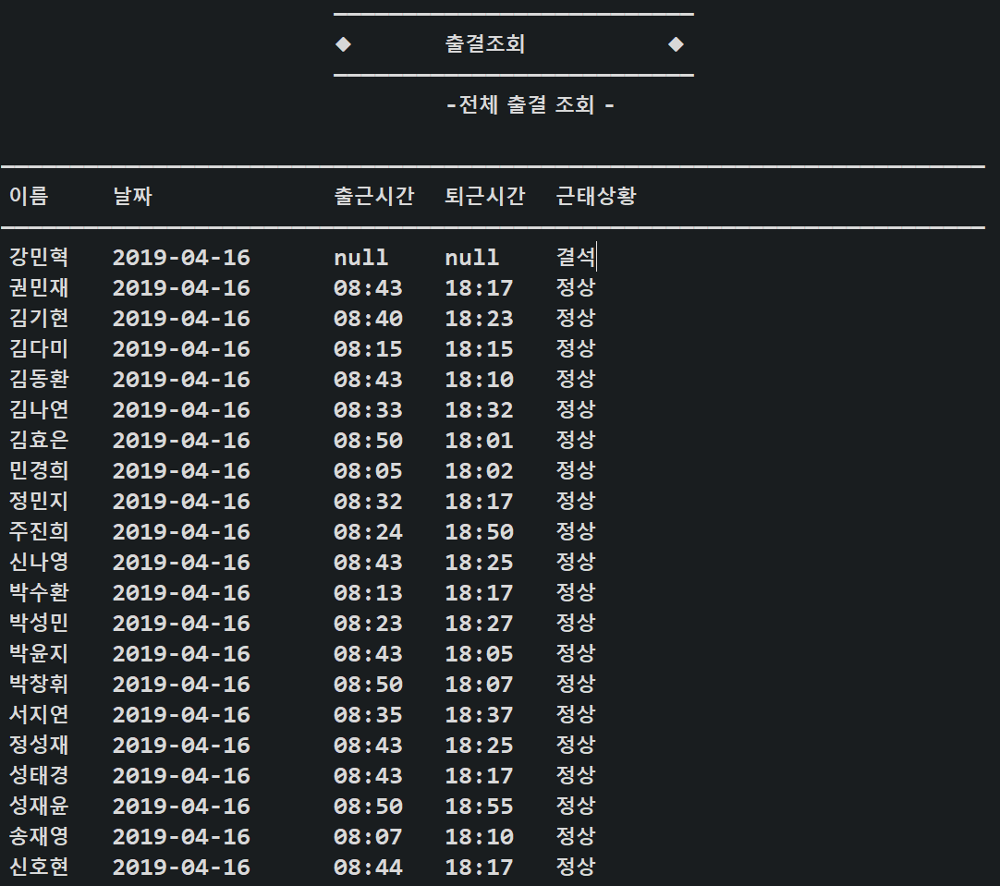 ◆ 출결조회 ◆
-전체 출결 조회 -
이름 날짜 출근시간 퇴근시간 근태상황
강민혁 2019-04-16 null null 결석
권민재 2019-04-16 08:43 18:17 정상
김기현 2019-04-16 08:40 18:23 정상
김다미 2019-04-16 08:15 18:15 정상
김동환 2019-04-16 08:43 18:10 정상
김나연 2019-04-16 08:33 18:32 정상
김효은 2019-04-16 08:50 18:01 정상
민경희 2019-04-16 08:05 18:02 정상
정민지 2019-04-16 08:32 18:17 정상
주진희 2019-04-16 08:24 18:50 정상
신나영 2019-04-16 08:43 18:25 정상
박수환 2019-04-16 08:13 18:17 정상
박성민 2019-04-16 08:23 18:27 정상
박윤지 2019-04-16 08:43 18:05 정상
박창휘 2019-04-16 08:50 18:07 정상
서지연 2019-04-16 08:35 18:37 정상
정성재 2019-04-16 08:43 18:25 정상
성태경 2019-04-16 08:43 18:17 정상
성재윤 2019-04-16 08:50 18:55 정상
송재영 2019-04-16 08:07 18:10 정상
신호현 2019-04-16 08:44 18:17 정상